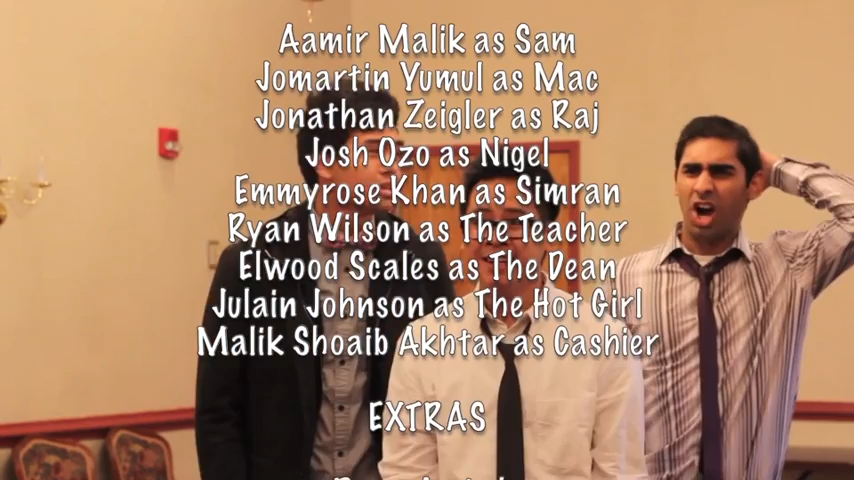 Aamir Malik as Sam
Jomartin Yumul as Mac
Jonathan Zeigler as Raj
Josh Ozo as Nigel
Emmyrose Khan as Simran
Ryan Wilson as The Teacher
Elwood Scales as The Dean
Julain Johnson as The Hot Girl
Malik Shoaib Akhtar as Cashier
EXTRAS